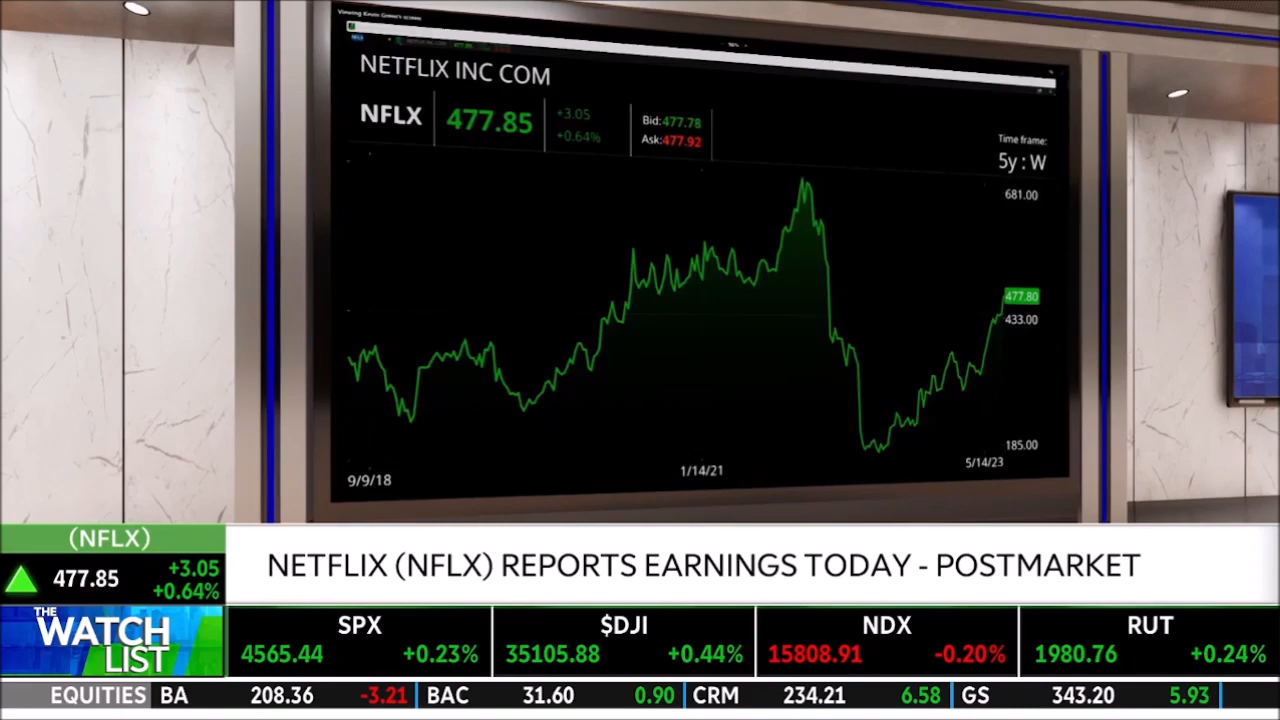 Viewing Kevin Green's screen
NETFLIX INC COM
NFLX
477.85
+3.05
+0.64%
Bid:477.78
Ask:477.92
Time frame:
5y : W
681.00
477.80
433.00
185.00
9/9/18
1/14/21
5/14/23
(NFLX)
477.85
+3.05
+0.64%
NETFLIX (NFLX) REPORTS EARNINGS TODAY - POSTMARKET
THE
WATCH
LIST
SPX
4565.44 +0.23%
$DJI
35105.88 +0.44%
NDX
15808.91 -0.20%
RUT
1980.76 +0.24%
EQUITIES BA 208.36 -3.21 BAC 31.60 0.90 CRM 234.21 6.58 GS 343.20 5.93